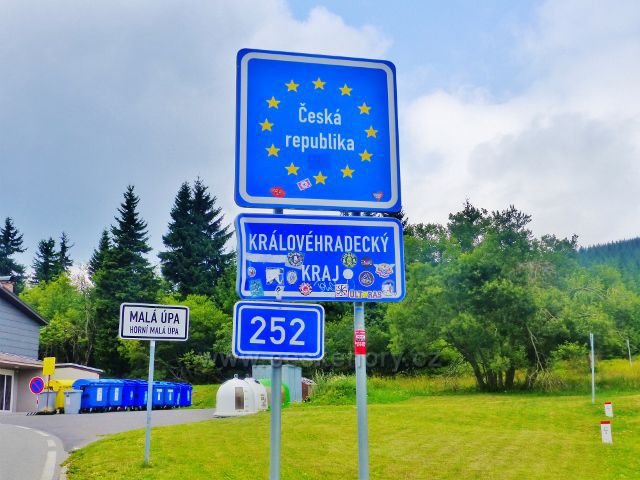 Česká
republika
KRÁLOVÉHRADECKÝ
KRAJ
MALÁ ÚPA
HORNÍ MALÁ ÚPA
252